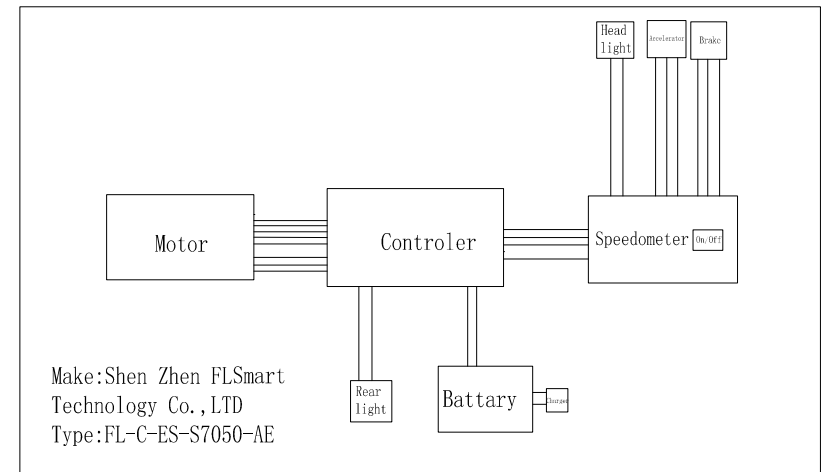 Head
light
Accelerator
Brake
Motor
Controler
Speedometer
On/Off
Rear
light
Battary
Charger
Make:Shen Zhen FLSmart
Technology Co.,LTD
Type:FL-C-ES-S7050-AE